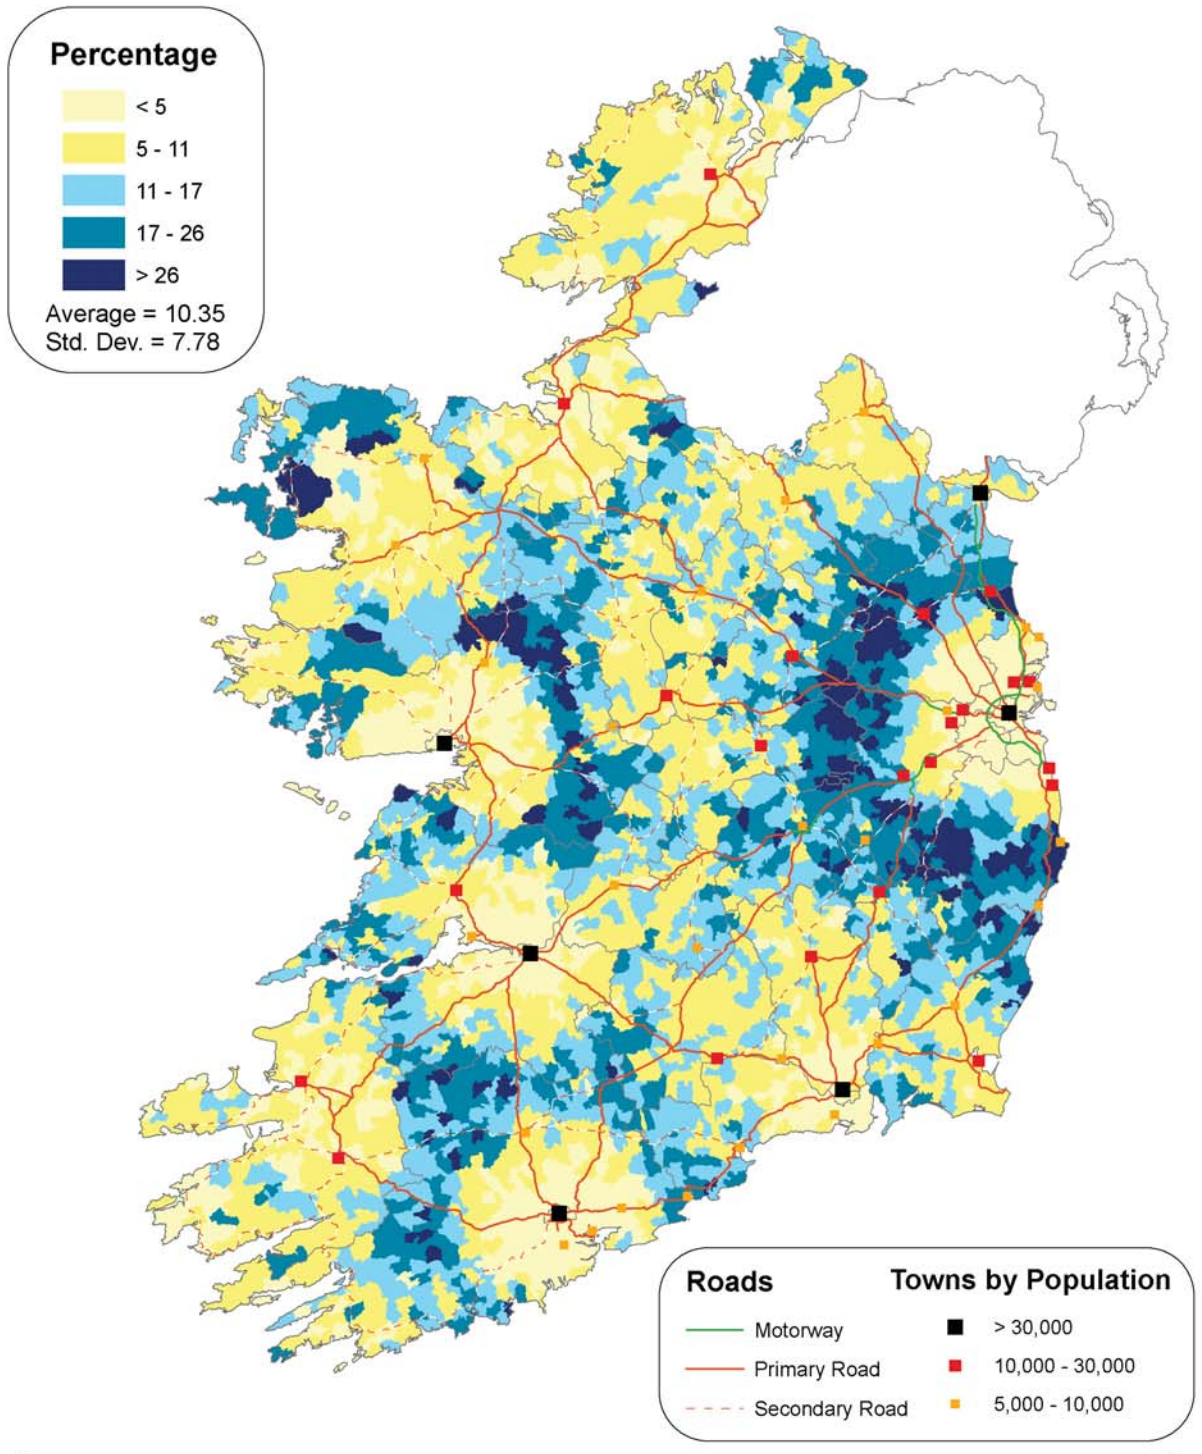 Percentage
< 5
5 - 11
11 - 17
17 - 26
> 26
Average = 10.35
Std. Dev. = 7.78
Roads
Motorway
Primary Road
Secondary Road
Towns by Population
> 30,000
10,000 - 30,000
5,000 - 10,000